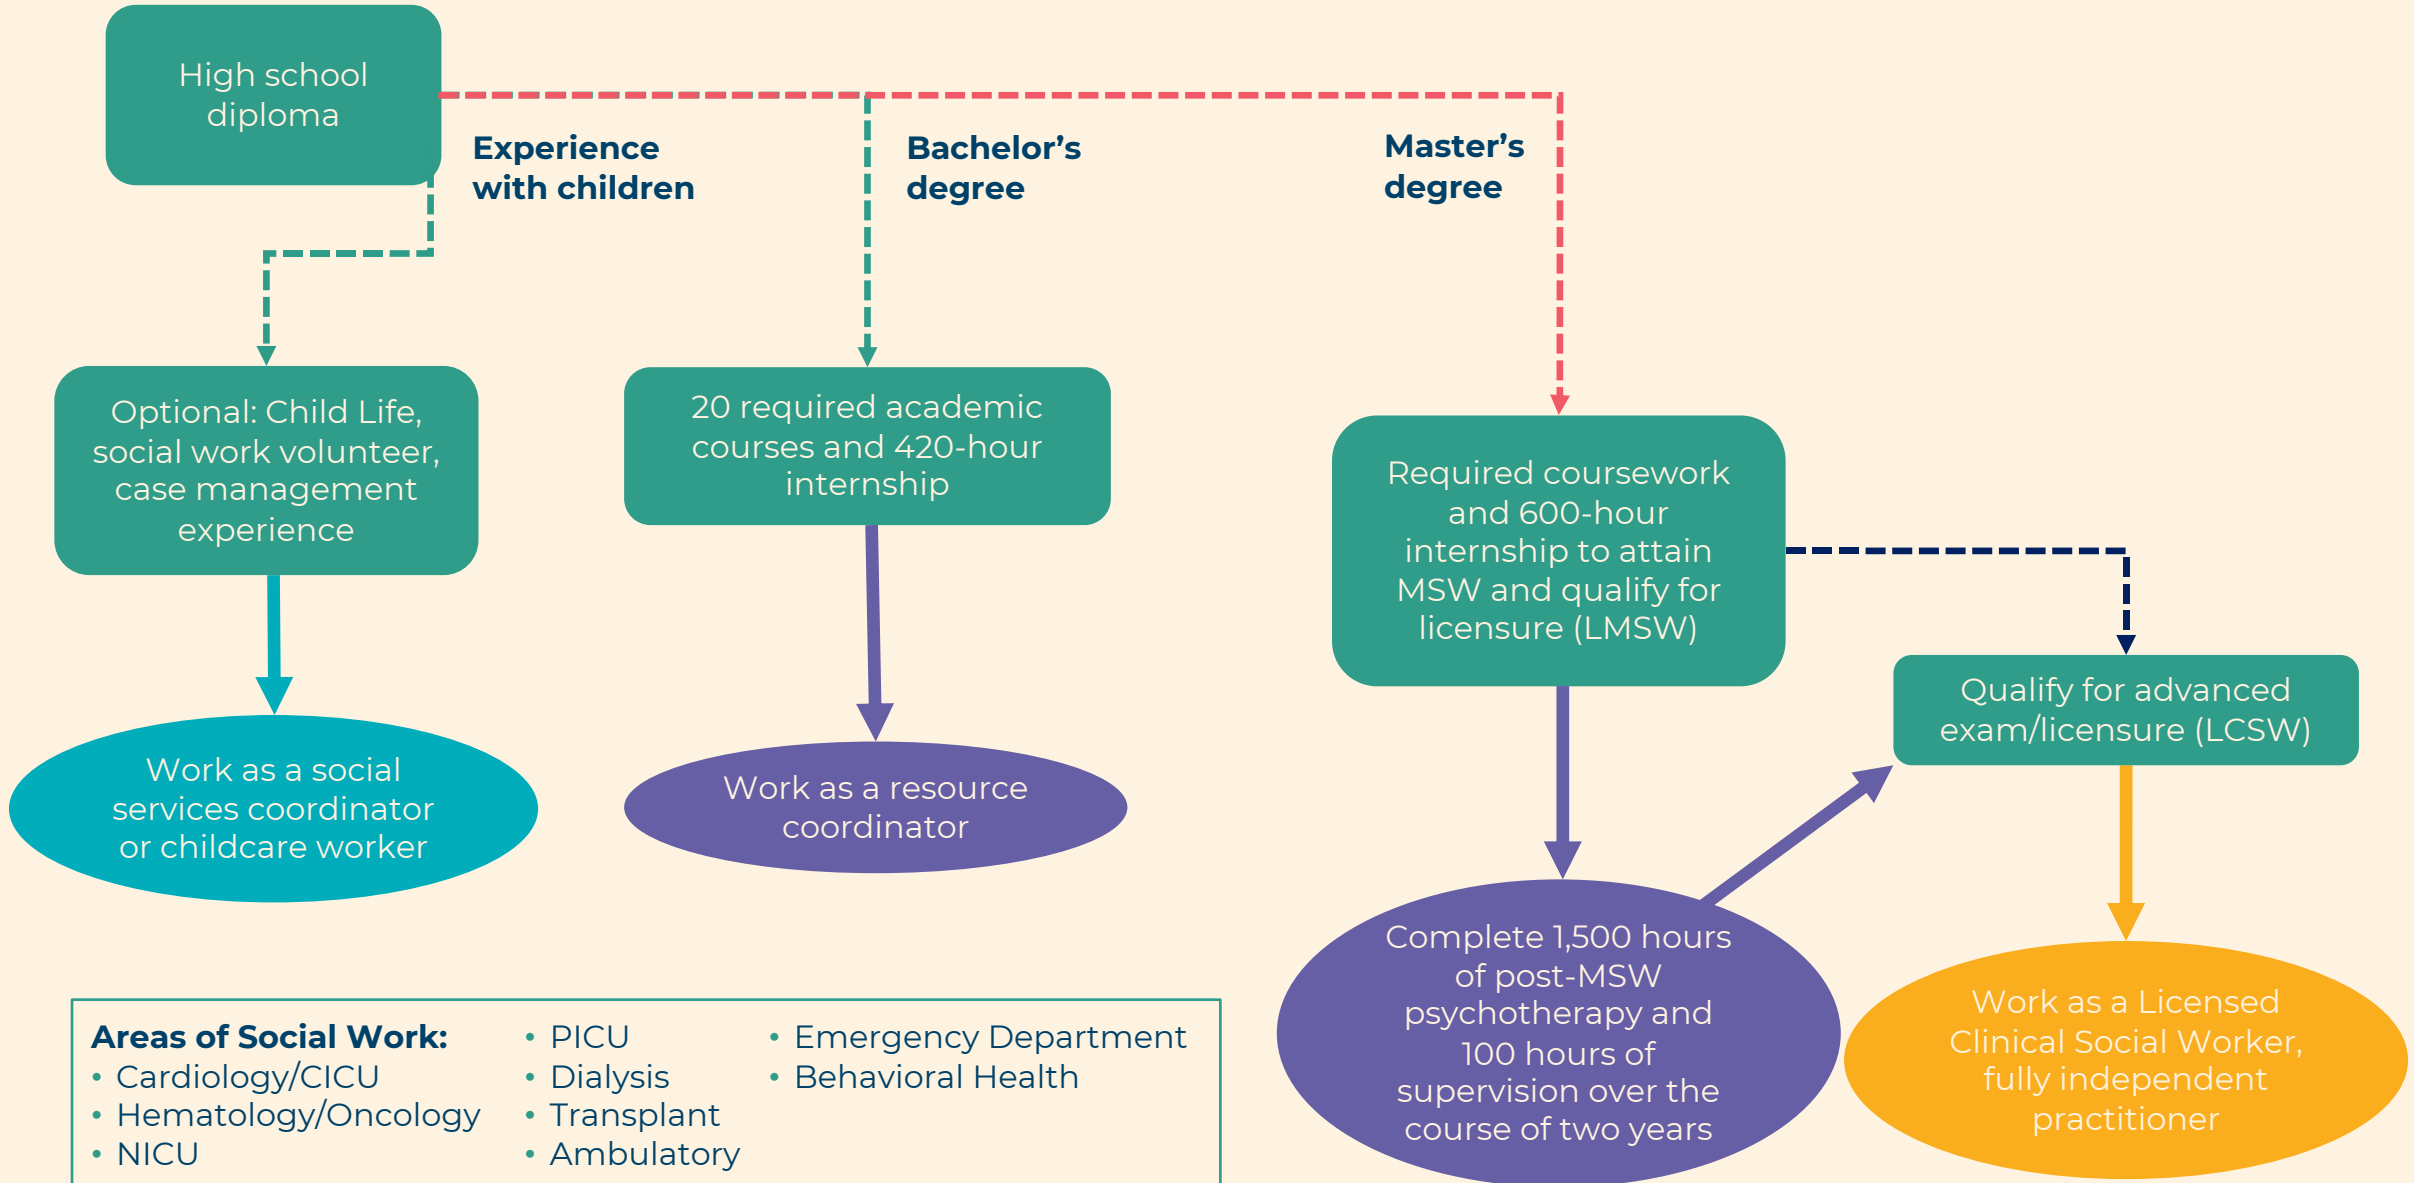 High school
diploma
Experience
with children
Bachelor’s
degree
Master’s
degree
Optional: Child Life,
social work volunteer,
case management
experience
20 required academic
courses and 420-hour
internship
Required coursework
and 600-hour
internship to attain
MSW and qualify for
licensure (LMSW)
Qualify for advanced
exam/licensure (LCSW)
Work as a social
services coordinator
or childcare worker
Work as a resource
coordinator
Complete 1,500 hours
of post-MSW
psychotherapy and
100 hours of
supervision over the
course of two years
Work as a Licensed
Clinical Social Worker,
fully independent
practitioner
Areas of Social Work:
• Cardiology/CICU
• Hematology/Oncology
• NICU
• PICU
• Dialysis
• Transplant
• Ambulatory
• Emergency Department
• Behavioral Health